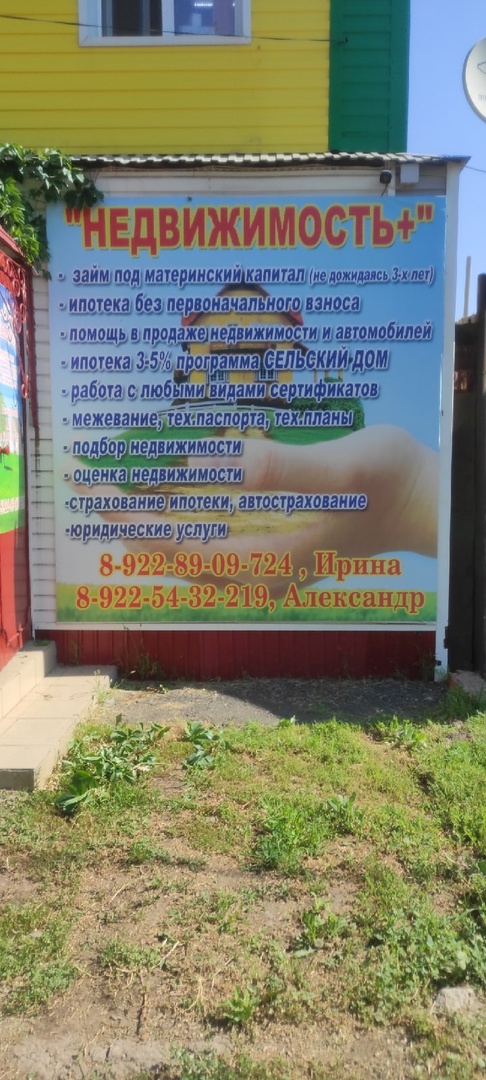 "НЕДВИЖИМОСТЬ+"
- займ под материнский капитал (не дожидаясь 3-х лет)
- ипотека без первоначального взноса
- помощь в продаже недвижимости и автомобилей
- ипотека 3-5% программа СЕЛЬСКИЙ ДОМ
- работа с любыми видами сертификатов
- межевание, тех.паспорта, тех.планы
- подбор недвижимости
- оценка недвижимости
-страхование ипотеки, автострахование
-юридические услуги
8-922-89-09-724 , Ирина
8-922-54-32-219, Александр